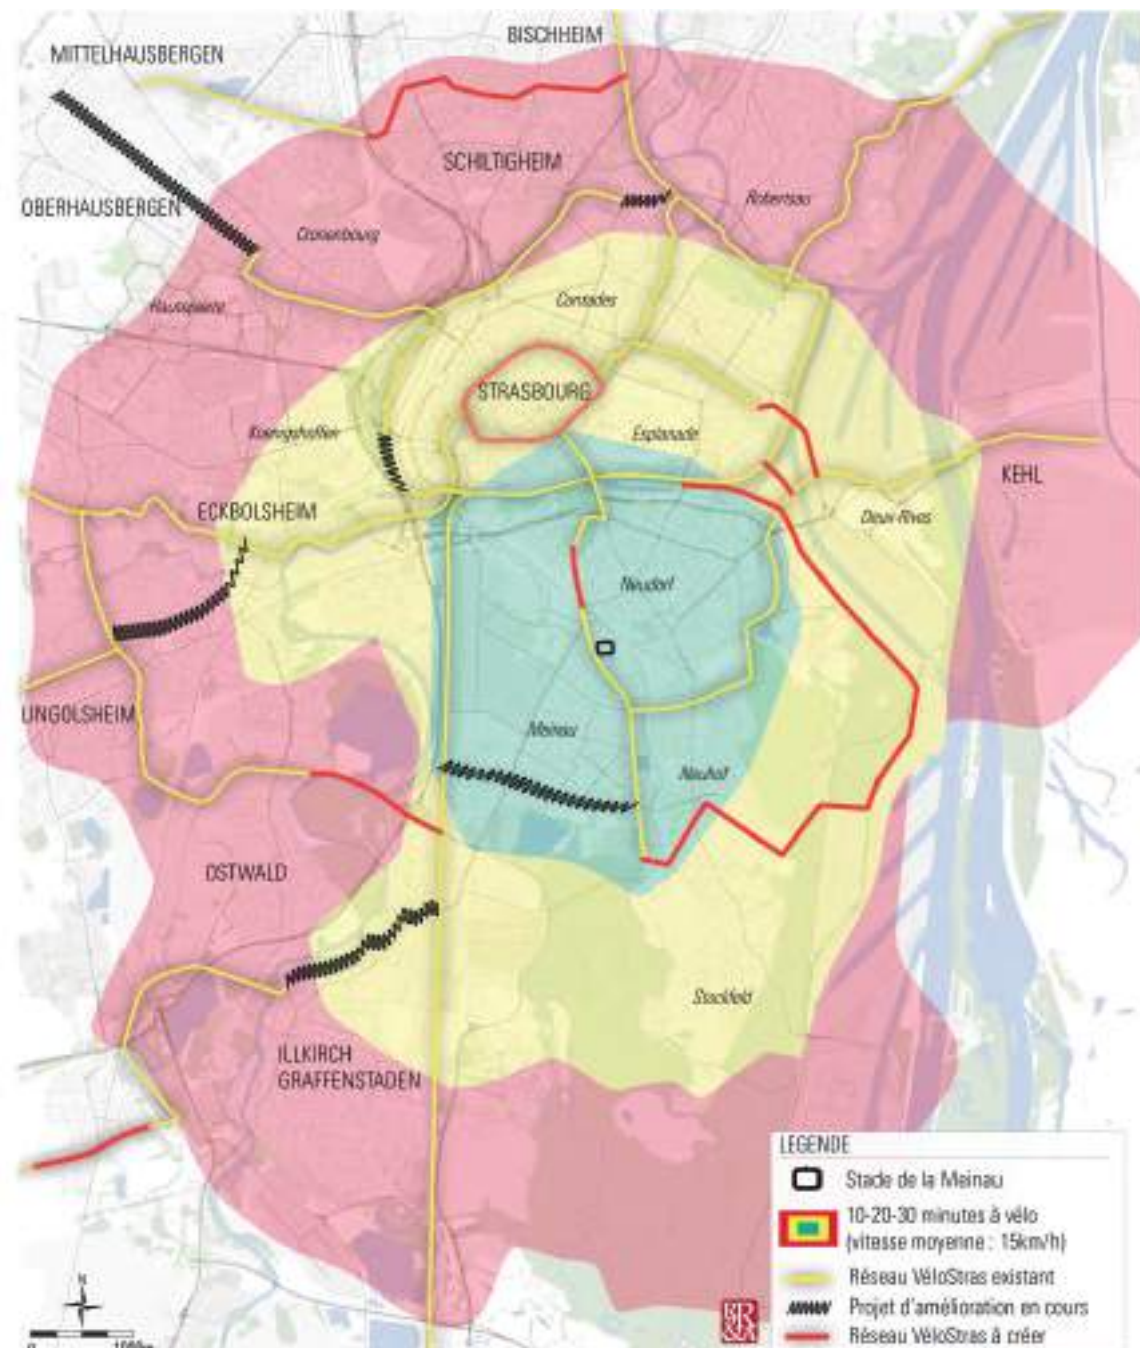 BISCHHEIM
MITTELHAUSBERGEN
SCHILTIGHEIM
Robertsau
OBERHAUSBERGEN
Cronenbourg
Hautepierre
Contades
STRASBOURG
Koenigshoffen
Esplanade
KEHL
ECKBOLSHEIM
Deux-Rives
Neudorf
LINGOLSHEIM
Meinau
Neuhof
OSTWALD
Stockfeld
ILLKIRCH
GRAFFENSTADEN
LEGENDE
Stade de la Meinau
10-20-30 minutes à vélo
(vitesse moyenne : 15km/h)
Réseau VéloStras existant
Projet d'amélioration en cours
Réseau VéloStras à créer
N
0 1000m